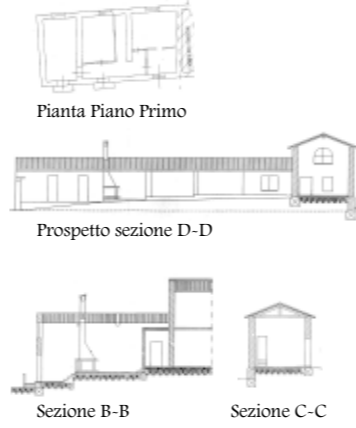 Pianta Piano Primo
Prospetto sezione D-D
Sezione B-B
Sezione C-C